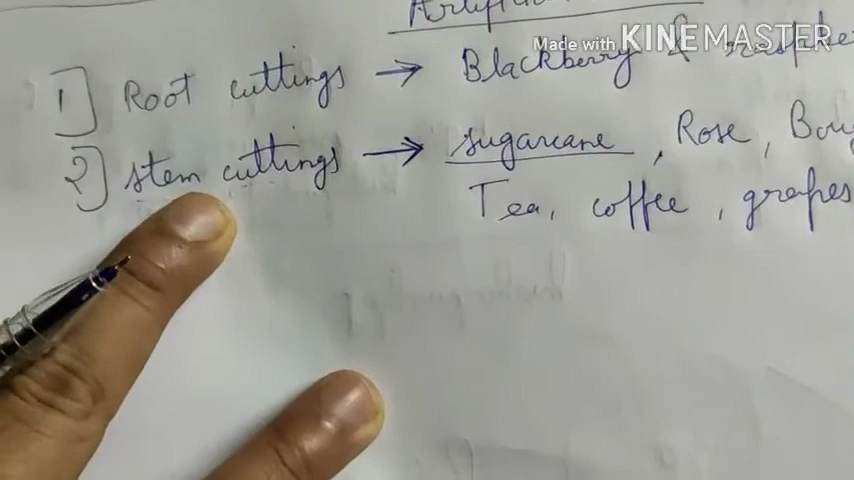 Made with KINEMASTER
1] Root cuttings → Blackberry &
2] stem cuttings → sugarcane, Rose,
Tea, coffee, grapes